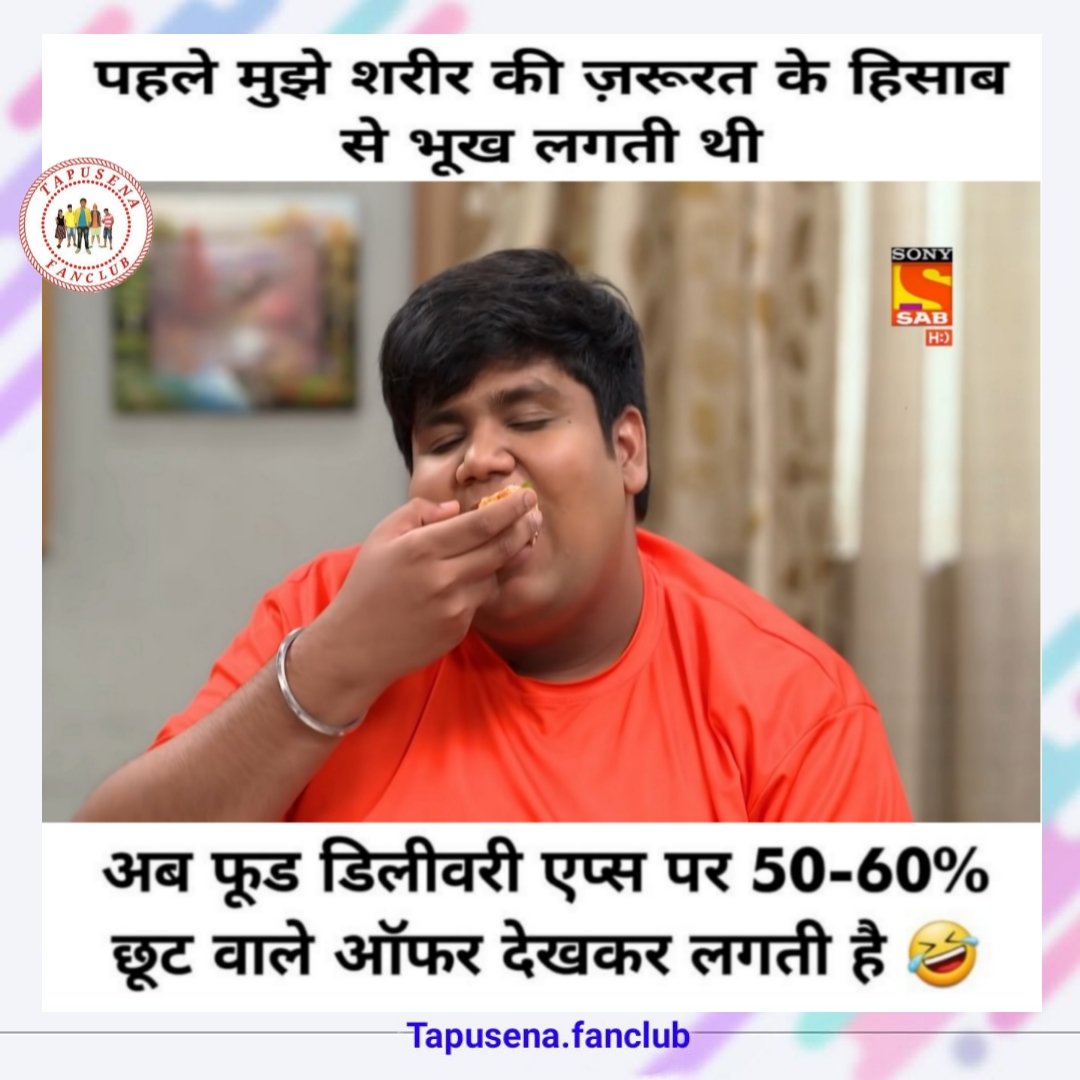 पहले मुझे शरीर की ज़रूरत के हिसाब
से भूख लगती थी
TAPUSENA
FANCLUB
SONY
S
SAB
H:)
अब फूड डिलीवरी एप्स पर 50-60%
छूट वाले ऑफर देखकर लगती है 🤣
Tapusena.fanclub